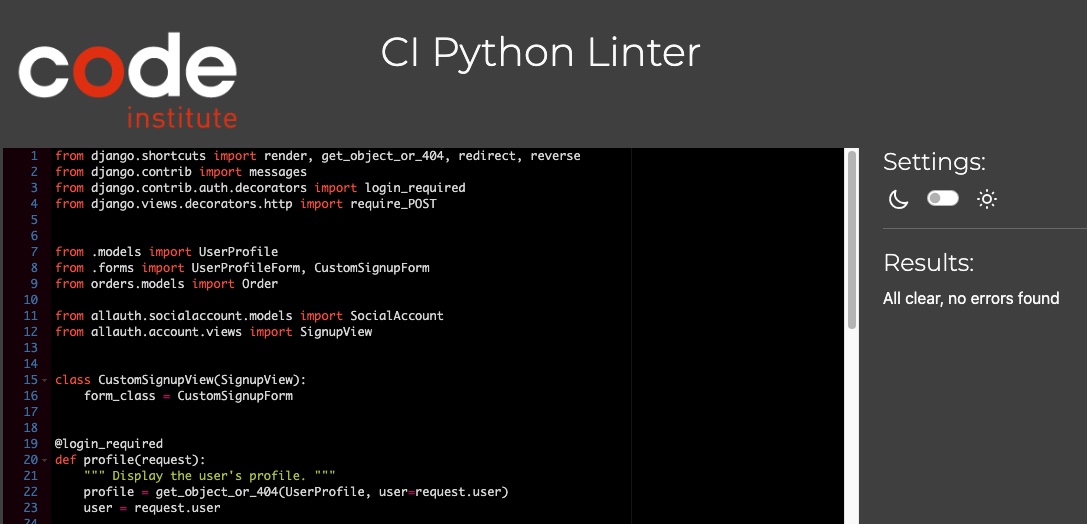 code
institute
CI Python Linter
1 from django.shortcuts import render, get_object_or_404, redirect, reverse
2 from django.contrib import messages
3 from django.contrib.auth.decorators import login_required
4 from django.views.decorators.http import require_POST
5
6
7 from .models import UserProfile
8 from .forms import UserProfileForm, CustomSignupForm
9 from orders.models import Order
10
11 from allauth.socialaccount.models import SocialAccount
12 from allauth.account.views import SignupView
13
14
15 class CustomSignupView(SignupView):
16     form_class = CustomSignupForm
17
18
19 @login_required
20 def profile(request):
21     """ Display the user's profile. """
22     profile = get_object_or_404(UserProfile, user=request.user)
23     user = request.user
24
Settings:
Results:
All clear, no errors found